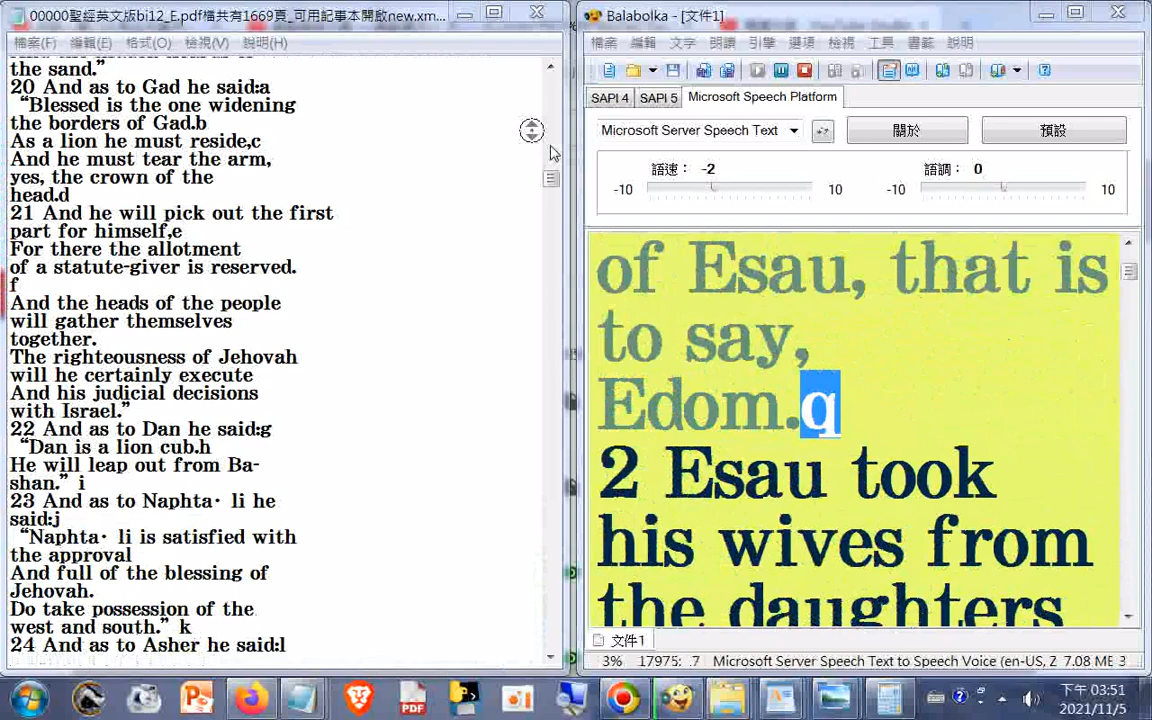 00000聖經英文版bi12_E.pdf檔共有1669頁_可用記事本開啟new.xm...
檔案(F) 編輯(E) 格式(O) 檢視(V) 說明(H)
the sand.”
20 And as to Gad he said:a
“Blessed is the one widening
the borders of Gad.b
As a lion he must reside,c
And he must tear the arm,
yes, the crown of the
head.d
21 And he will pick out the first
part for himself,e
For there the allotment
of a statute-giver is reserved.
f
And the heads of the people
will gather themselves
together.
The righteousness of Jehovah
will he certainly execute
And his judicial decisions
with Israel.”
22 And as to Dan he said:g
“Dan is a lion cub.h
He will leap out from Ba-
shan.” i
23 And as to Naphta· li he
said:j
“Naphta· li is satisfied with
the approval
And full of the blessing of
Jehovah.
Do take possession of the
west and south.” k
24 And as to Asher he said:l
Balabolka - [文件1]
檔案 編輯 文字 朗讀 引擎 選項 檢視 工具 書籤 說明
SAPI 4 SAPI 5 Microsoft Speech Platform
Microsoft Server Speech Text 關於 預設
語速: -2 語調: 0
-10 10 -10 10
of Esau, that is
to say,
Edom.q
2 Esau took
his wives from
the daughters
文件1
3% 17975: .7 Microsoft Server Speech Text to Speech Voice (en-US, Z 7.08 MB 3
下午 03:51
2021/11/5